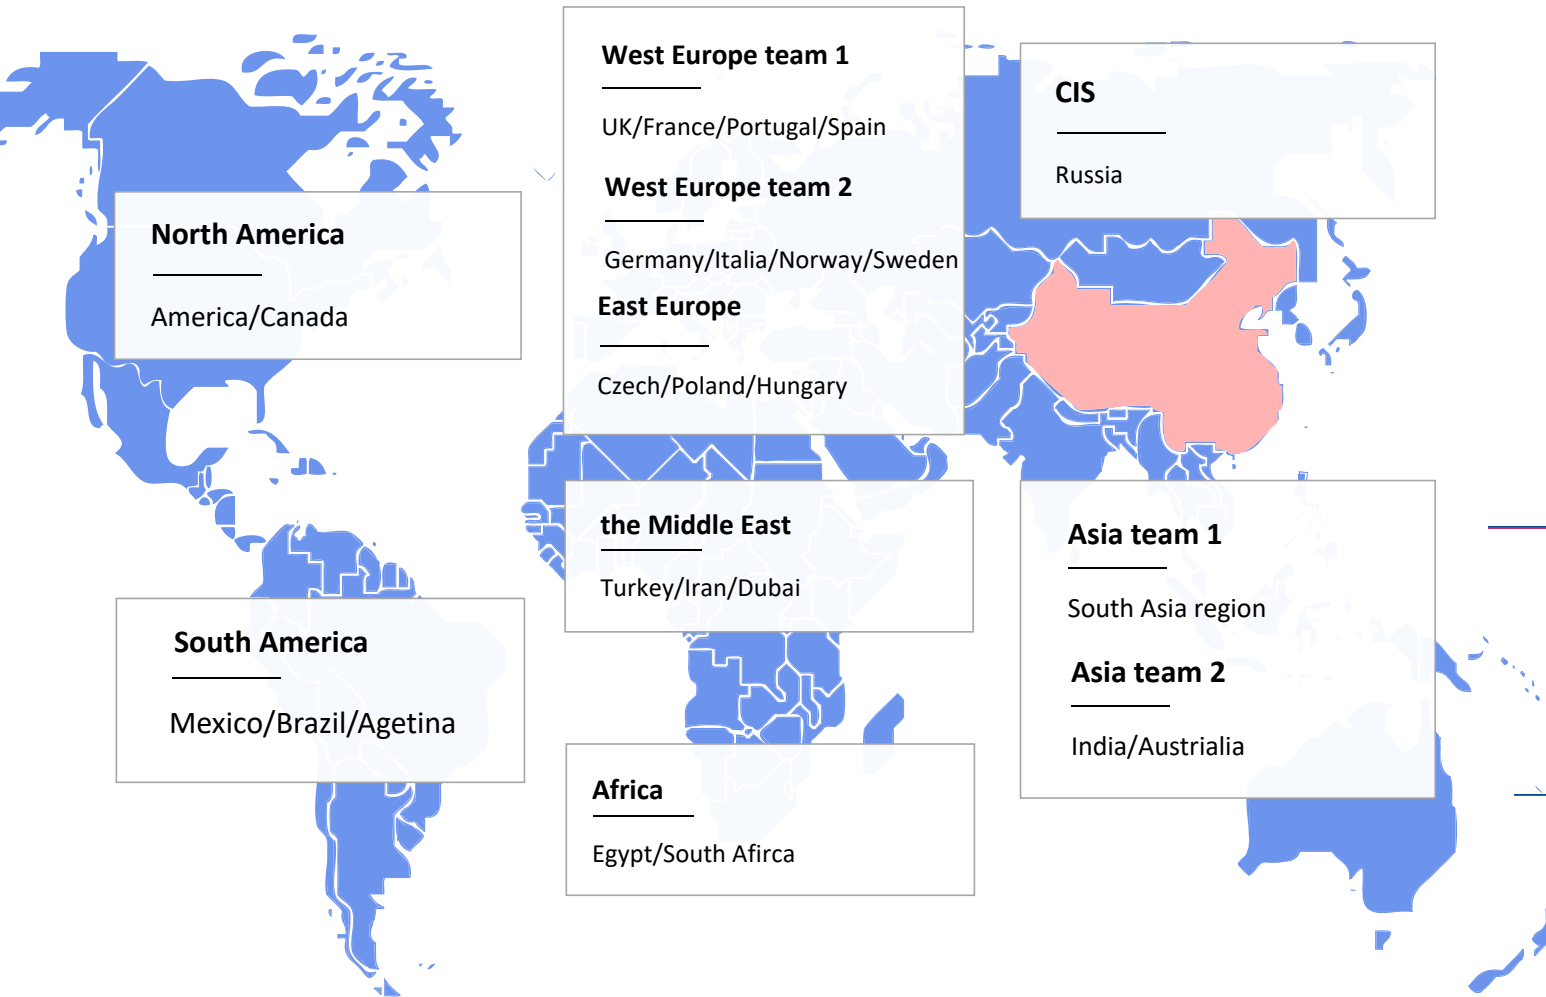 West Europe team 1
UK/France/Portugal/Spain
West Europe team 2
Germany/Italia/Norway/Sweden
East Europe
Czech/Poland/Hungary
CIS
Russia
North America
America/Canada
the Middle East
Turkey/Iran/Dubai
Asia team 1
South Asia region
Asia team 2
India/Austrialia
South America
Mexico/Brazil/Agetina
Africa
Egypt/South Afirca